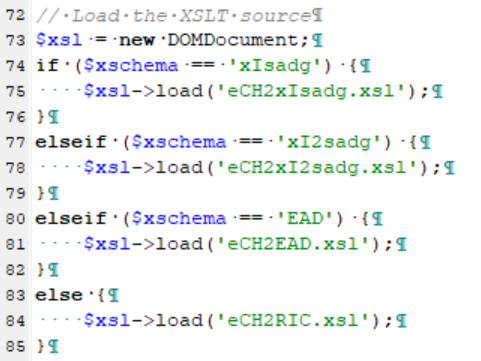 72 //·Load·the·XSLT·source¶
73 $xsl·=·new·DOMDocument;¶
74 if·($xschema·==·'xIsadg')·{¶
75 ····$xsl->load('eCH2xIsadg.xsl');¶
76 }¶
77 elseif·($xschema·==·'xI2sadg')·{¶
78 ····$xsl->load('eCH2xI2sadg.xsl');¶
79 }¶
80 elseif·($xschema·==·'EAD')·{¶
81 ····$xsl->load('eCH2EAD.xsl');¶
82 }¶
83 else·{¶
84 ····$xsl->load('eCH2RIC.xsl');¶
85 }¶